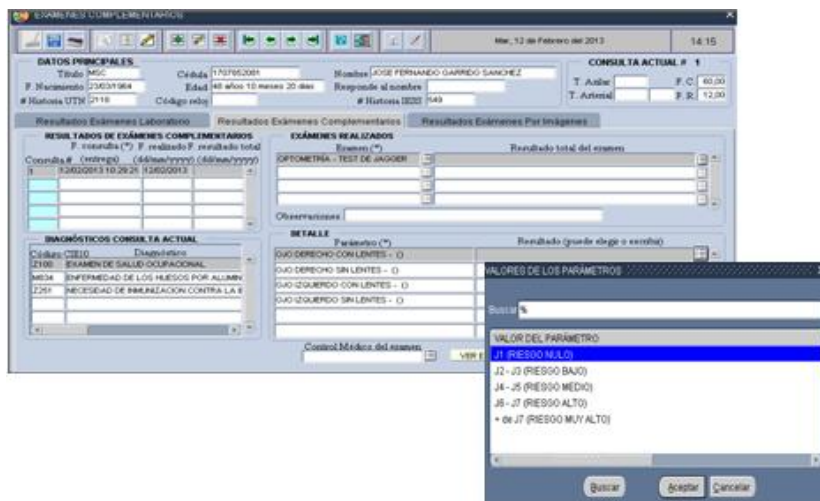 EXÁMENES COMPLEMENTARIOS
Mar, 12 de Febrero del 2013
14:15
DATOS PRINCIPALES
Título MSC Cédula 1707052001 Nombre JOSE FERNANDO GARRIDO SANCHEZ
F. Nacimiento 23/03/1964 Edad 48 años 10 meses 20 dias Responde al nombre
# Historia UTN 2118 Código reloj # Historia IESS 549
CONSULTA ACTUAL # 1
T. Axilar F.C. 60,00
T. Arterial F.R. 12,00
Resultados Exámenes Laboratorio Resultados Exámenes Complementarios Resultados Exámenes Por Imágenes
RESULTADOS DE EXÁMENES COMPLEMENTARIOS
F. consulta (*) F. realizado F. resultado total
Consulta # (entrega) (dd/mm/yyyy) (dd/mm/yyyy)
1 12/02/2013 10:29:21 12/02/2013
EXÁMENES REALIZADOS
Examen (*) Resultado total del examen
OPTOMETRÍA - TEST DE JAGGER
Observaciones
DIAGNÓSTICOS CONSULTA ACTUAL
Código CIE10 Diagnóstico
Z100 EXAMEN DE SALUD OCUPACIONAL
M834 ENFERMEDAD DE LOS HUESOS POR ALUMIN
Z251 NECESIDAD DE INMUNIZACION CONTRA LA
DETALLE
Parámetro (*) Resultado (puede elegir o escribir)
OJO DERECHO CON LENTES - ()
OJO DERECHO SIN LENTES - ()
OJO IZQUIERDO CON LENTES - ()
OJO IZQUIERDO SIN LENTES - ()
Control Médico del examen
VER E
VALORES DE LOS PARÁMETROS
Buscar %
VALOR DEL PARÁMETRO
J1 (RIESGO NULO)
J2 - J3 (RIESGO BAJO)
J4 - J5 (RIESGO MEDIO)
J6 - J7 (RIESGO ALTO)
+ de J7 (RIESGO MUY ALTO)
Buscar Aceptar Cancelar